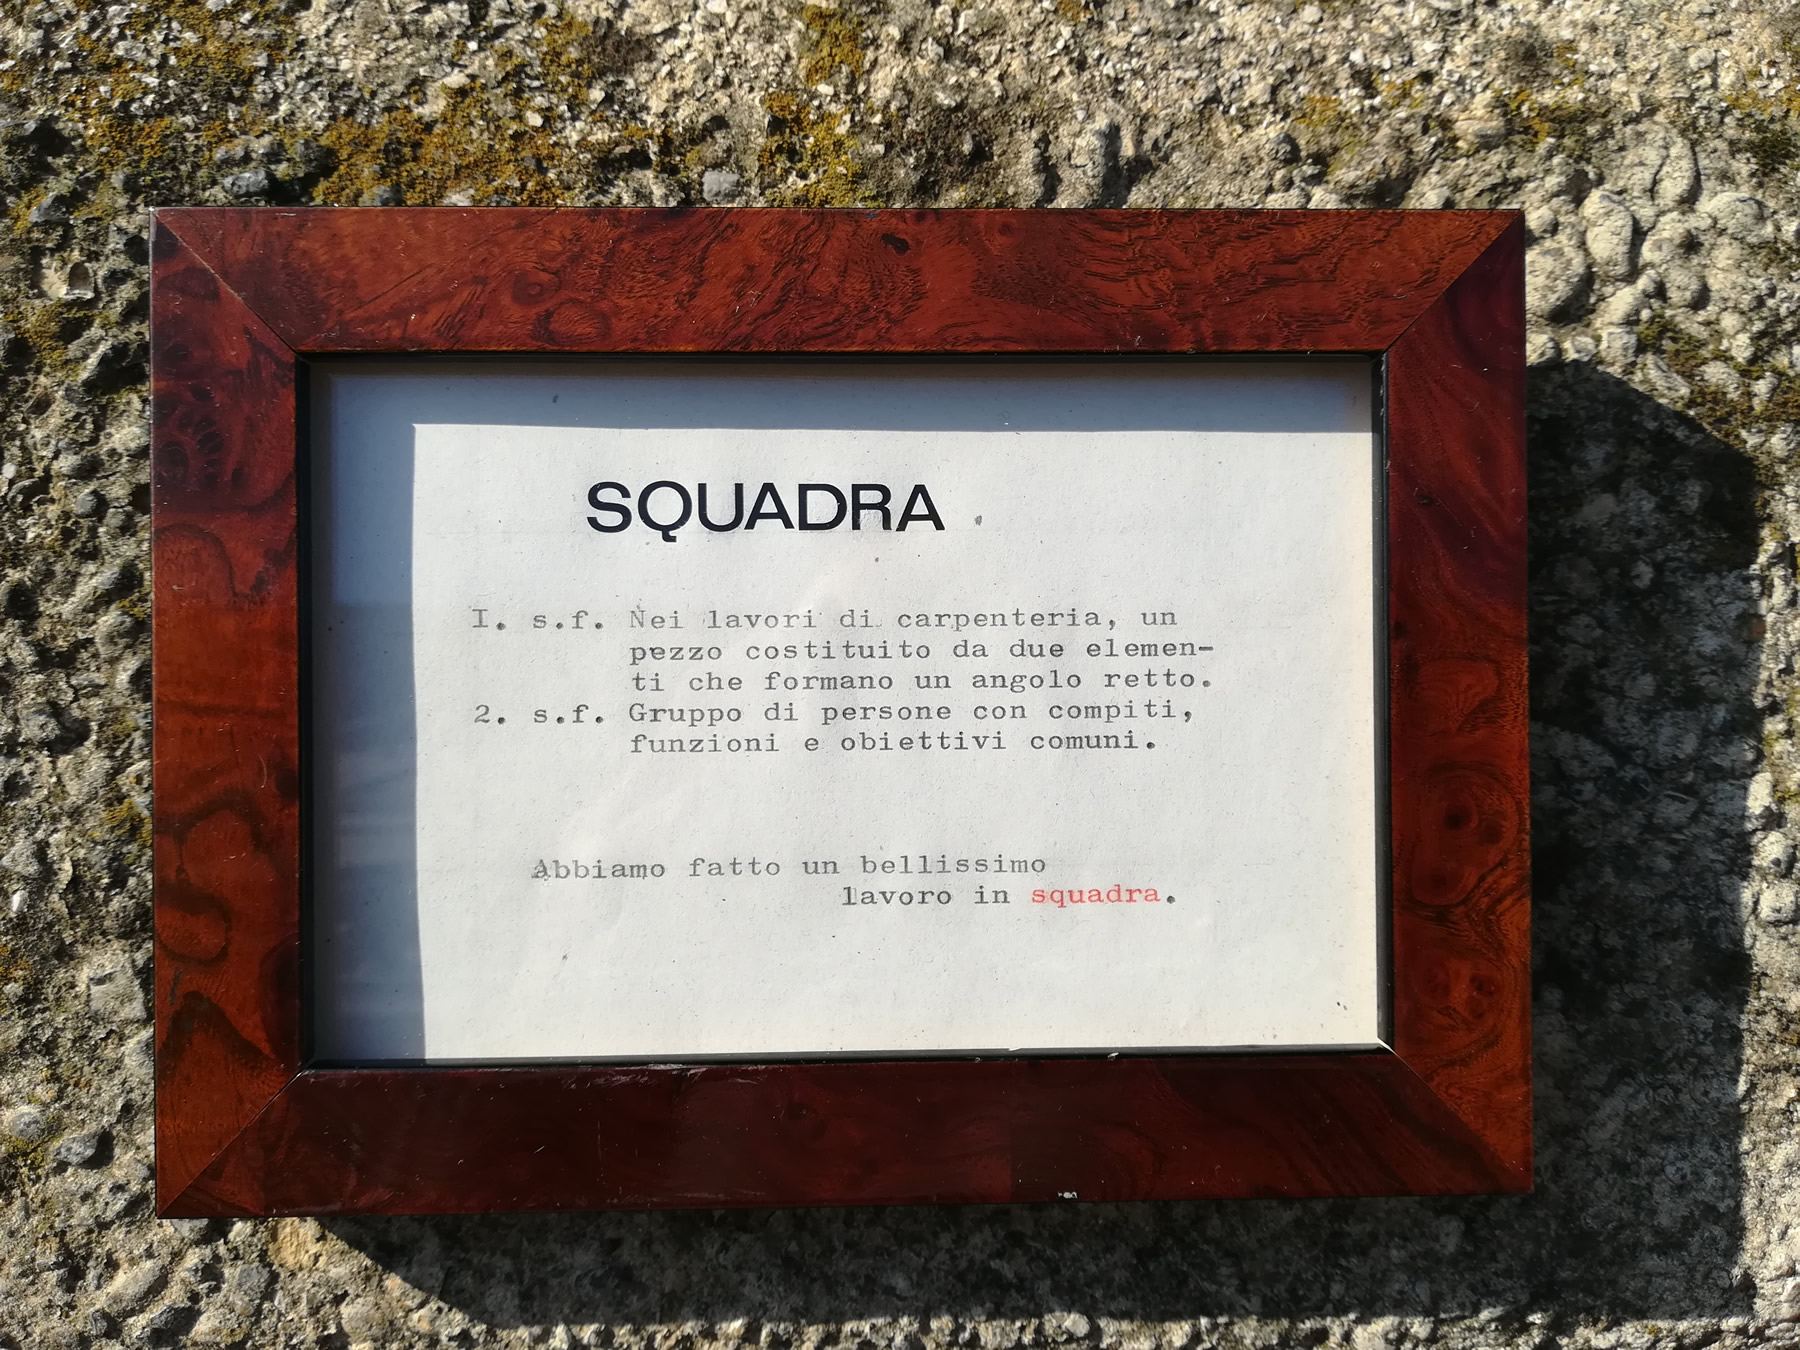 SQUADRA
I. s.f. Nei lavori di carpenteria, un
pezzo costituito da due elemen-
ti che formano un angolo retto.
2. s.f. Gruppo di persone con compiti,
funzioni e obiettivi comuni.
Abbiamo fatto un bellissimo
lavoro in squadra.